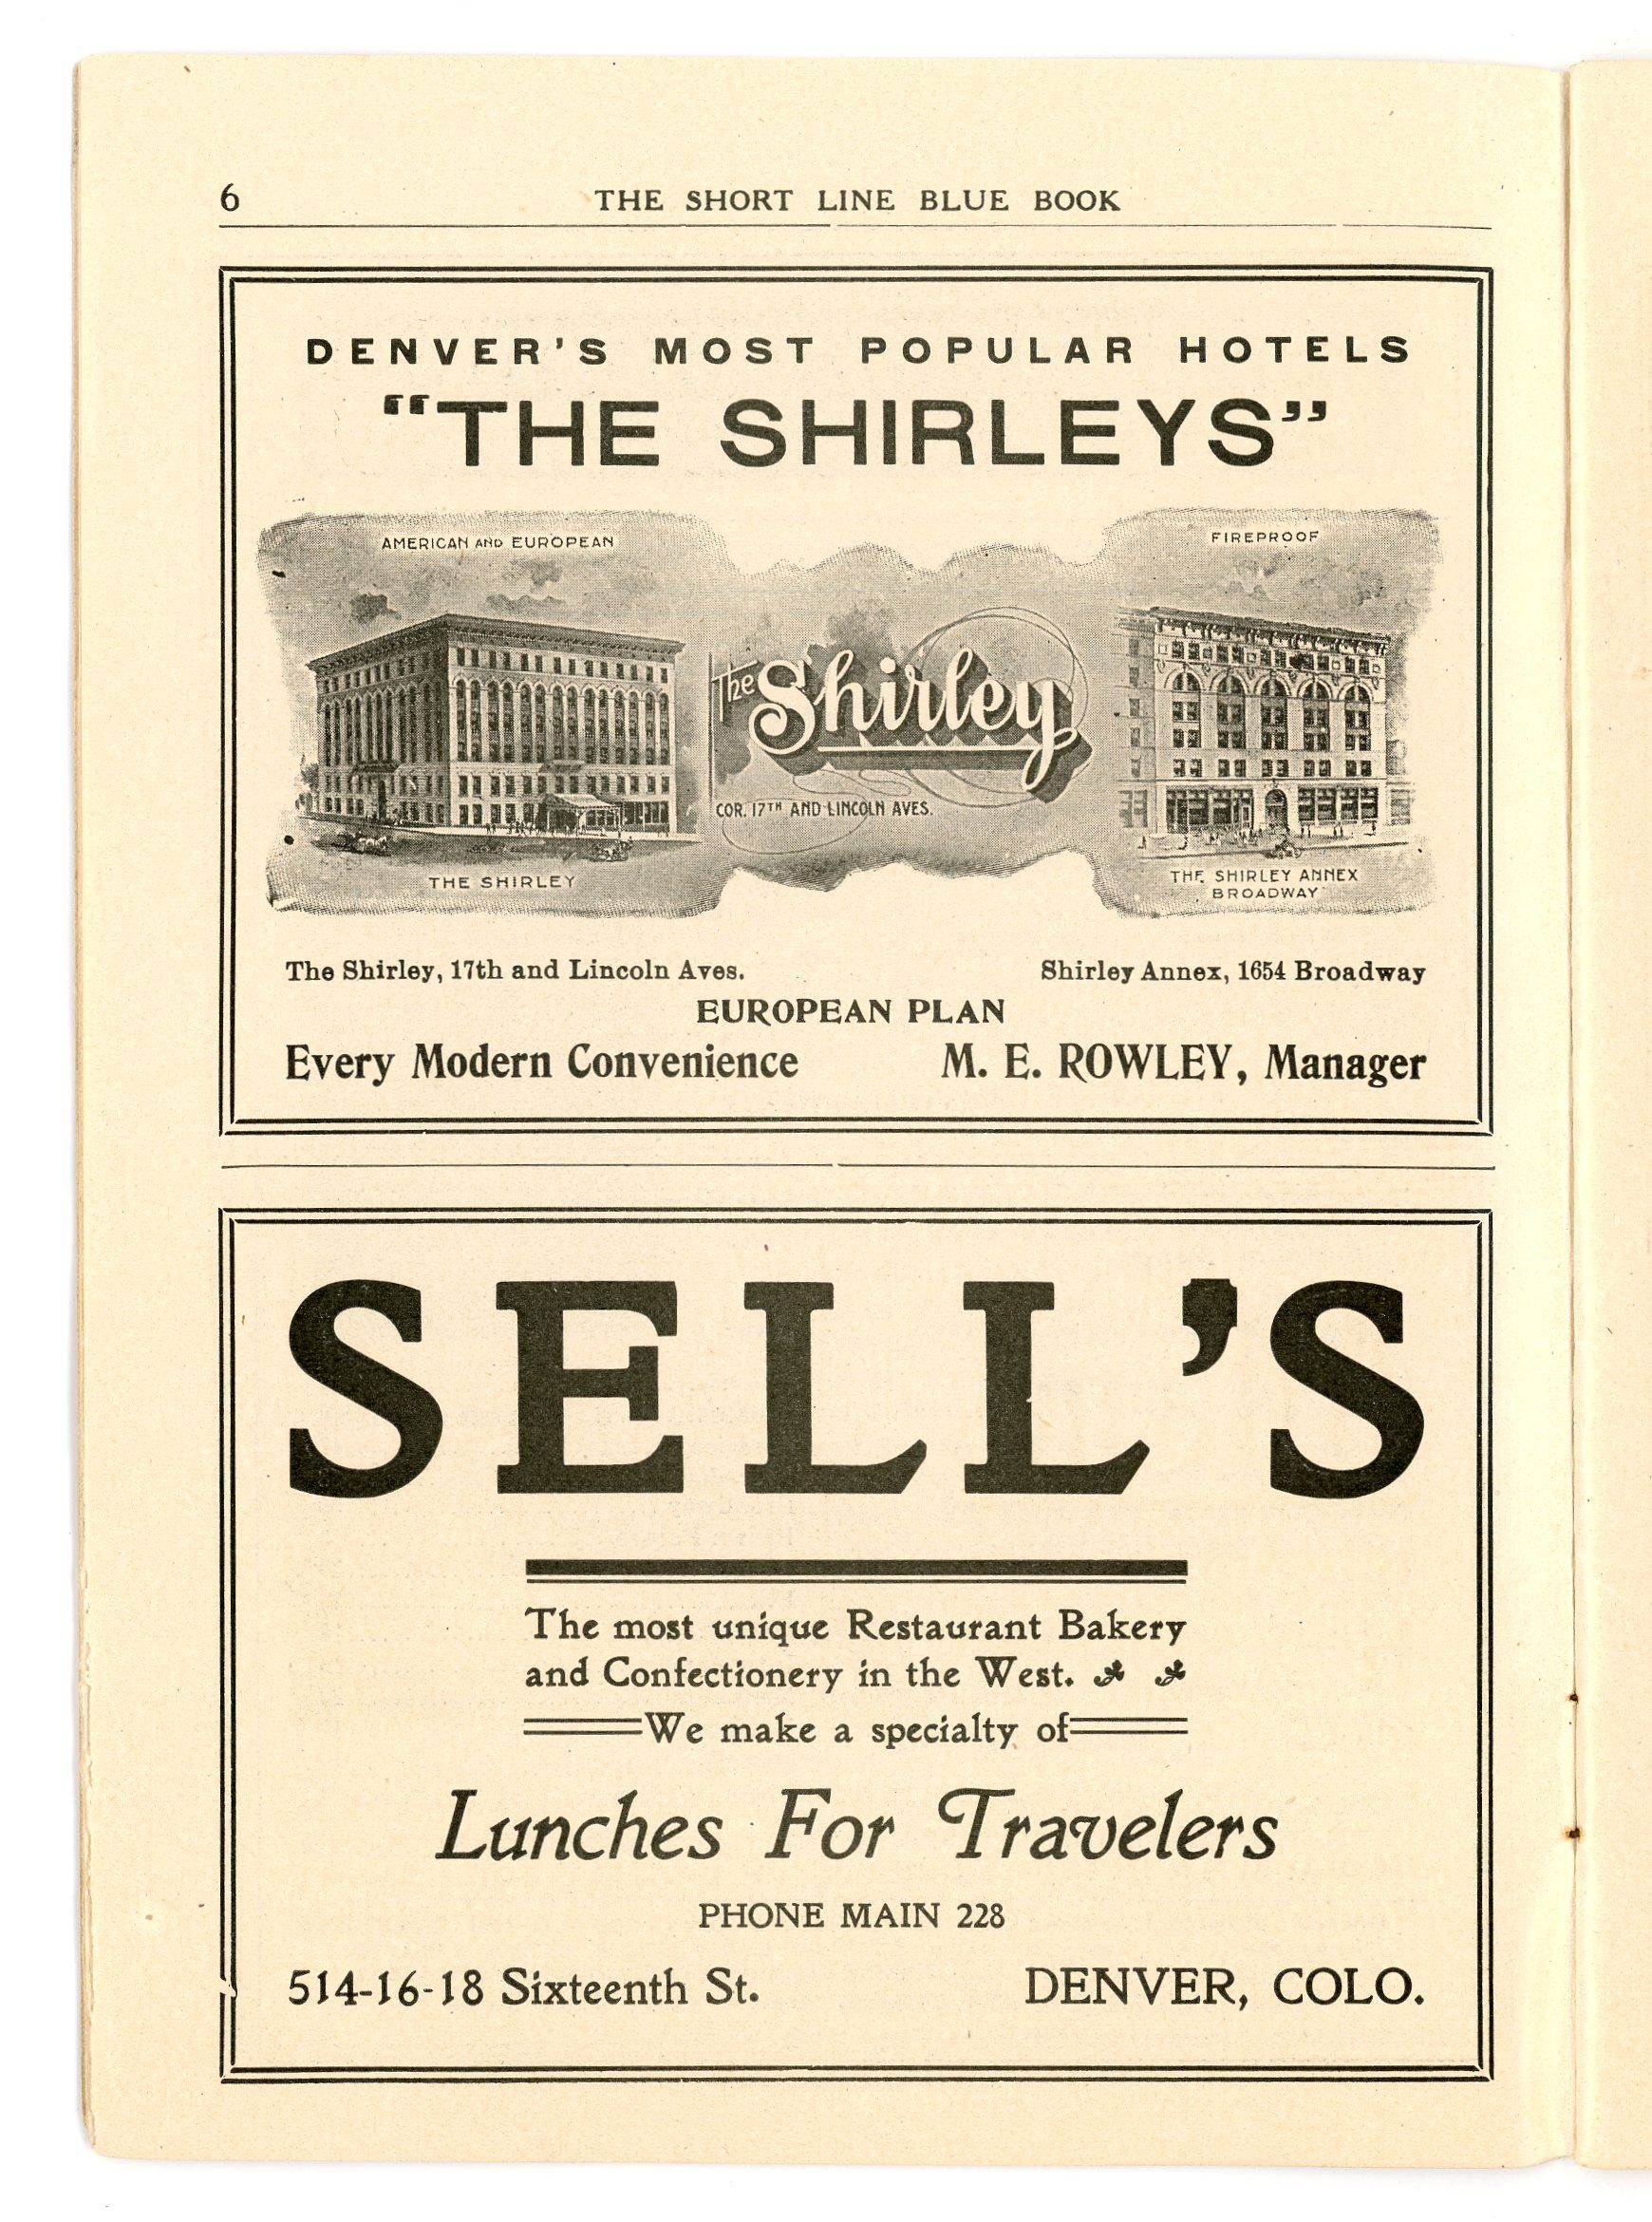 6 THE SHORT LINE BLUE BOOK
DENVER'S MOST POPULAR HOTELS
"THE SHIRLEYS"
AMERICAN AND EUROPEAN
FIREPROOF
The Shirley
COR. 17TH AND LINCOLN AVES.
THE SHIRLEY
THE SHIRLEY ANNEX
BROADWAY
The Shirley, 17th and Lincoln Aves. Shirley Annex, 1654 Broadway
EUROPEAN PLAN
Every Modern Convenience M. E. ROWLEY, Manager
SELL'S
The most unique Restaurant Bakery
and Confectionery in the West.
We make a specialty of
Lunches For Travelers
PHONE MAIN 228
514-16-18 Sixteenth St. DENVER, COLO.